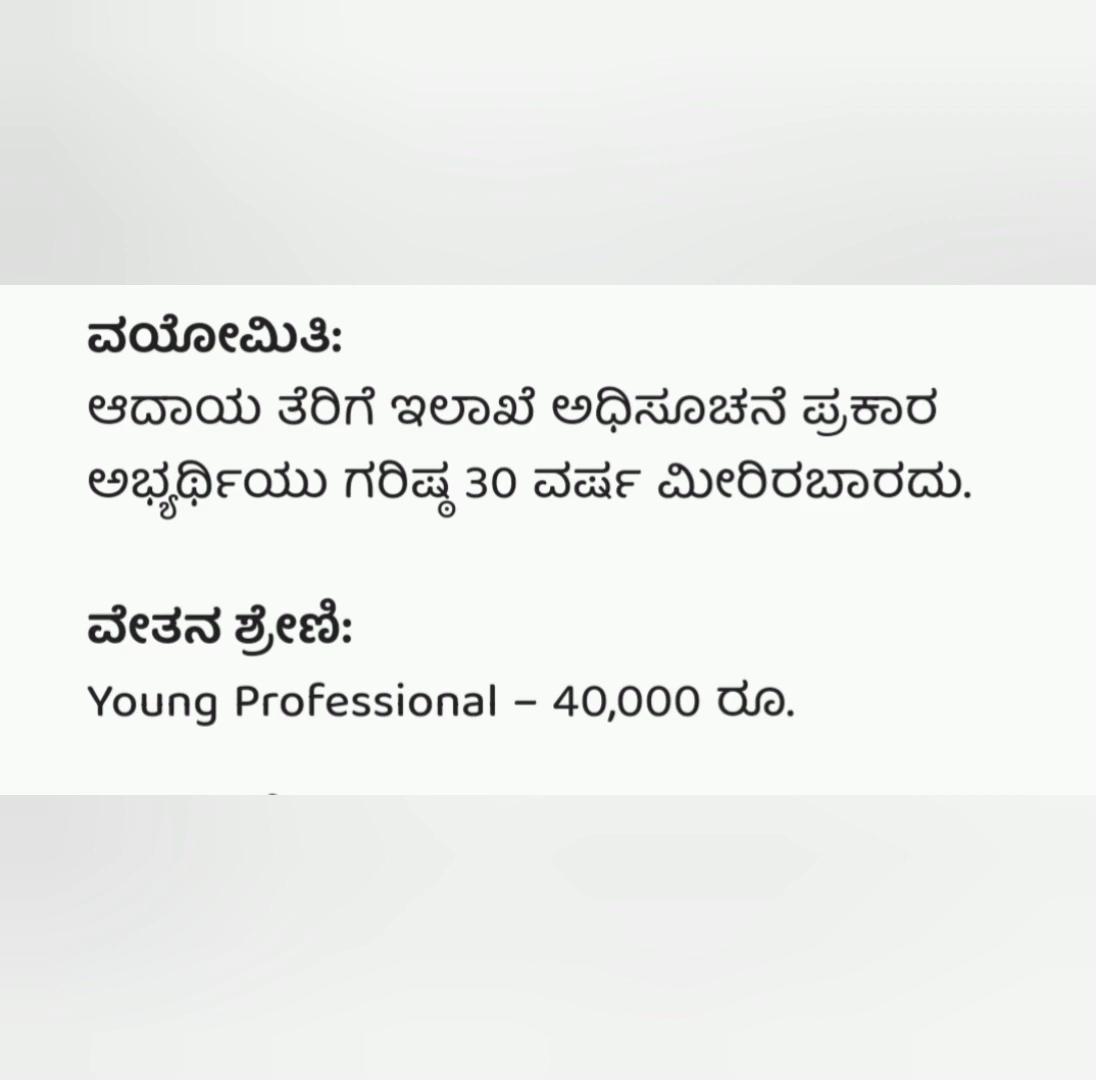 ವಯೋಮಿತಿ:
ಆದಾಯ ತೆರಿಗೆ ಇಲಾಖೆ ಅಧಿಸೂಚನೆ ಪ್ರಕಾರ
ಅಭ್ಯರ್ಥಿಯು ಗರಿಷ್ಠ 30 ವರ್ಷ ಮೀರಿರಬಾರದು.
ವೇತನ ಶ್ರೇಣಿ:
Young Professional – 40,000 ರೂ.